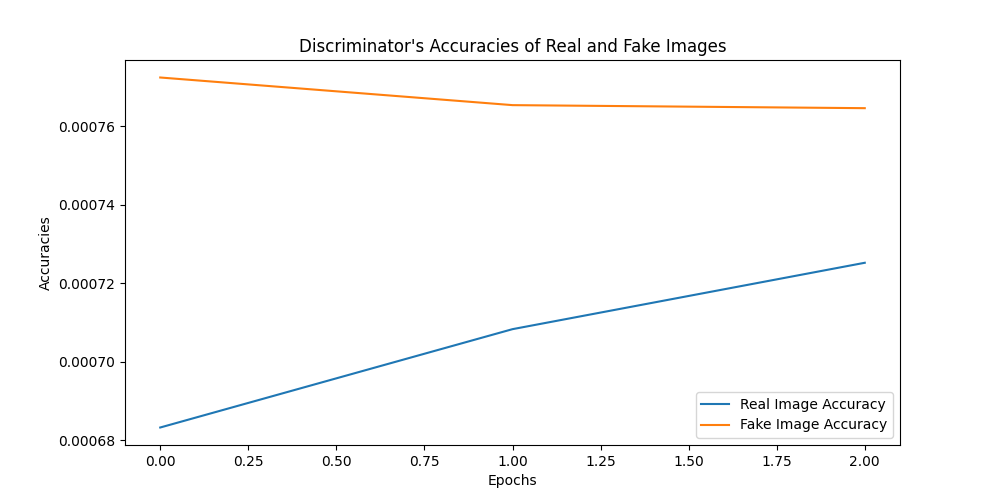 Discriminator's Accuracies of Real and Fake Images
Accuracies
0.00076
0.00074
0.00072
0.00070
0.00068
Real Image Accuracy
Fake Image Accuracy
0.00 0.25 0.50 0.75 1.00 1.25 1.50 1.75 2.00
Epochs